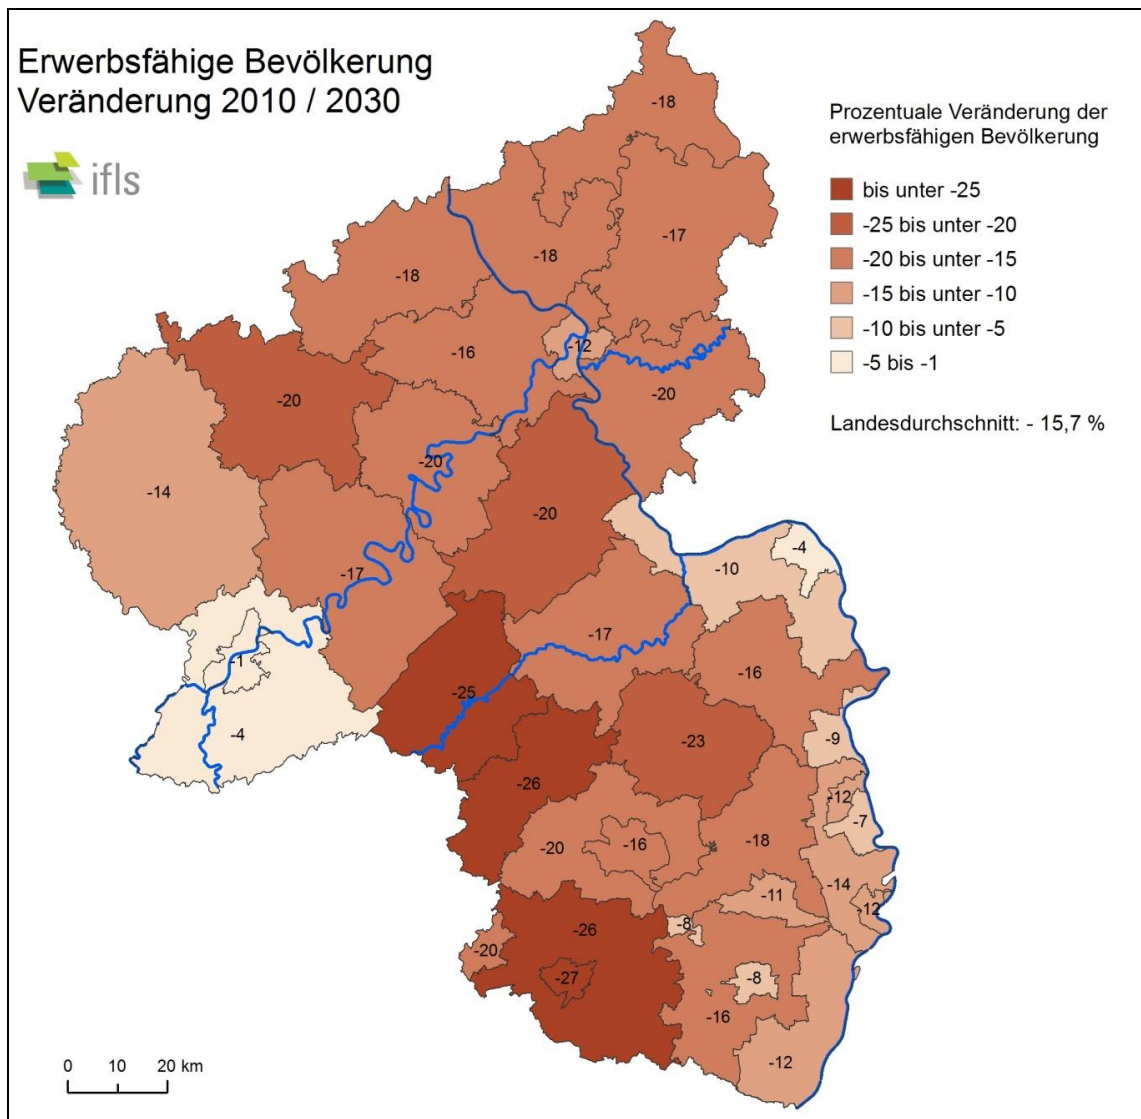 Erwerbsfähige Bevölkerung
Veränderung 2010 / 2030
ifls
Prozentuale Veränderung der
erwerbsfähigen Bevölkerung
bis unter -25
-25 bis unter -20
-20 bis unter -15
-15 bis unter -10
-10 bis unter -5
-5 bis -1
Landesdurchschnitt: - 15,7 %
-18
-17
-18
-18
-12
-16
-20
-20
-20
-14
-20
-4
-10
-17
-17
-1
-16
-25
-4
-23
-9
-26
-12
-7
-18
-16
-20
-14
-11
-12
-8
-26
-20
-27
-8
-16
-12
0 10 20 km